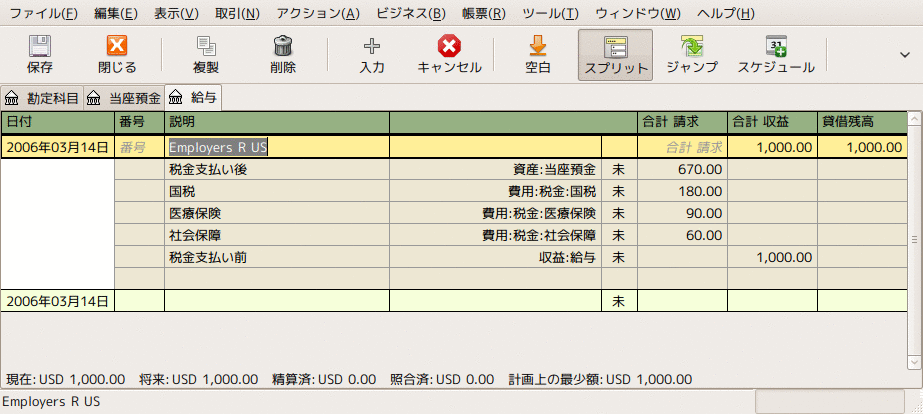 ファイル(F) 編集(E) 表示(V) 取引(N) アクション(A) ビジネス(B) 帳票(R) ツール(T) ウィンドウ(W) ヘルプ(H)
保存 閉じる 複製 削除 入力 キャンセル 空白 スプリット ジャンプ スケジュール
勘定科目 当座預金 給与
日付 番号 説明 合計 請求 合計 収益 貸借残高
2006年03月14日 番号 Employers R US 合計 請求 1,000.00 1,000.00
税金支払い後 資産:当座預金 未 670.00
国税 費用:税金:国税 未 180.00
医療保険 費用:税金:医療保険 未 90.00
社会保障 費用:税金:社会保障 未 60.00
税金支払い前 収益:給与 未 1,000.00
2006年03月14日 未
現在: USD 1,000.00 将来: USD 1,000.00 精算済: USD 0.00 照合済: USD 0.00 計画上の最少額: USD 1,000.00
Employers R US